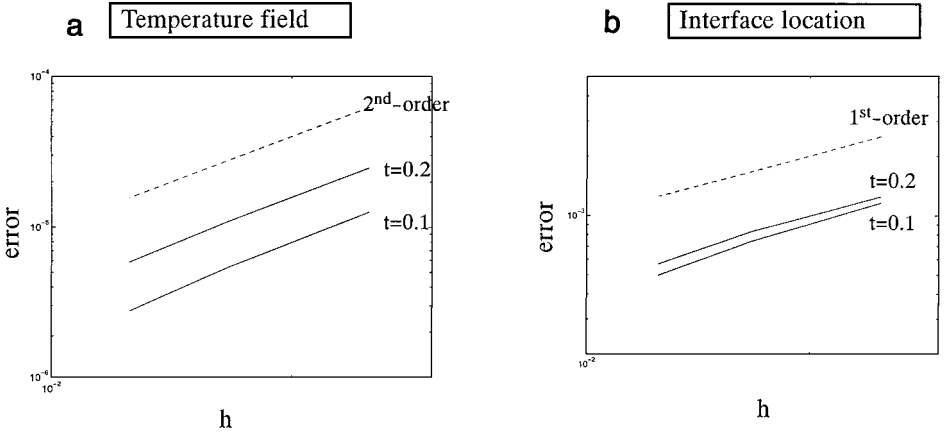 a
Temperature field
10⁻⁴
2ⁿᵈ-order
t=0.2
10⁻⁵
t=0.1
error
10⁻⁶
10⁻²
h
b
Interface location
1ˢᵗ-order
t=0.2
10⁻³
t=0.1
error
10⁻²
h